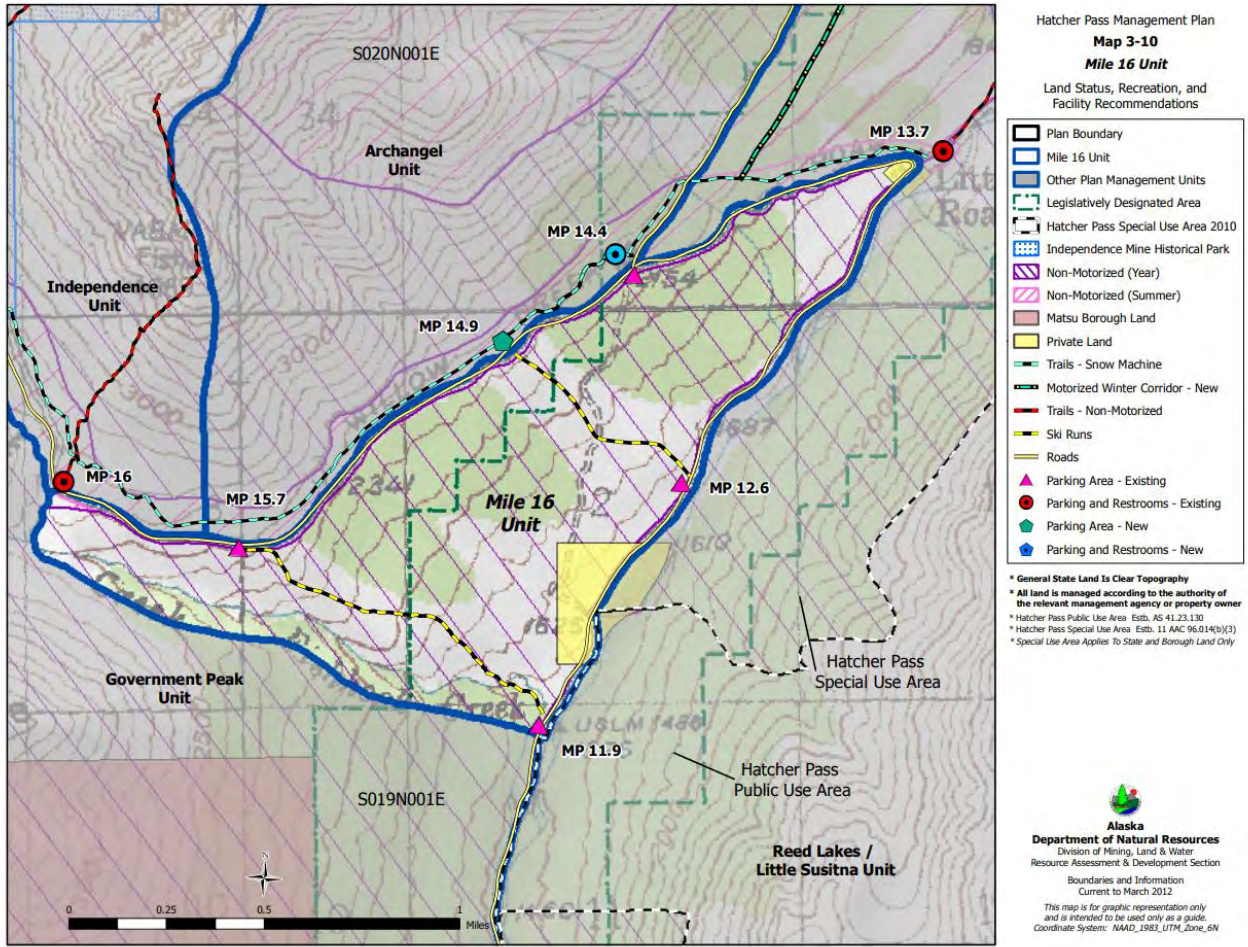 S020N001E
Archangel
Unit
MP 13.7
MP 14.4
Independence
Unit
MP 14.9
MP 16
MP 15.7
2341
Mile 16
Unit
MP 12.6
1687
Government Peak
Unit
Creek
Hatcher Pass
Special Use Area
MP 11.9
USLM 1486
S019N001E
Hatcher Pass
Public Use Area
Reed Lakes /
Little Susitna Unit
N
0 0.25 0.5 1
Miles
Hatcher Pass Management Plan
Map 3-10
Mile 16 Unit
Land Status, Recreation, and
Facility Recommendations
Plan Boundary
Mile 16 Unit
Other Plan Management Units
Legislatively Designated Area
Hatcher Pass Special Use Area 2010
Independence Mine Historical Park
Non-Motorized (Year)
Non-Motorized (Summer)
Matsu Borough Land
Private Land
Trails - Snow Machine
Motorized Winter Corridor - New
Trails - Non-Motorized
Ski Runs
Roads
Parking Area - Existing
Parking and Restrooms - Existing
Parking Area - New
Parking and Restrooms - New
* General State Land Is Clear Topography
* All land is managed according to the authority of
the relevant management agency or property owner
* Hatcher Pass Public Use Area Estb. AS 41.23.130
* Hatcher Pass Special Use Area Estb. 11 AAC 96.014(b)(3)
* Special Use Area Applies To State and Borough Land Only
Alaska
Department of Natural Resources
Division of Mining, Land & Water
Resource Assessment & Development Section
Boundaries and Information
Current to March 2012
This map is for graphic representation only
and is intended to be used only as a guide.
Coordinate System: NAAD_1983_UTM_Zone_6N